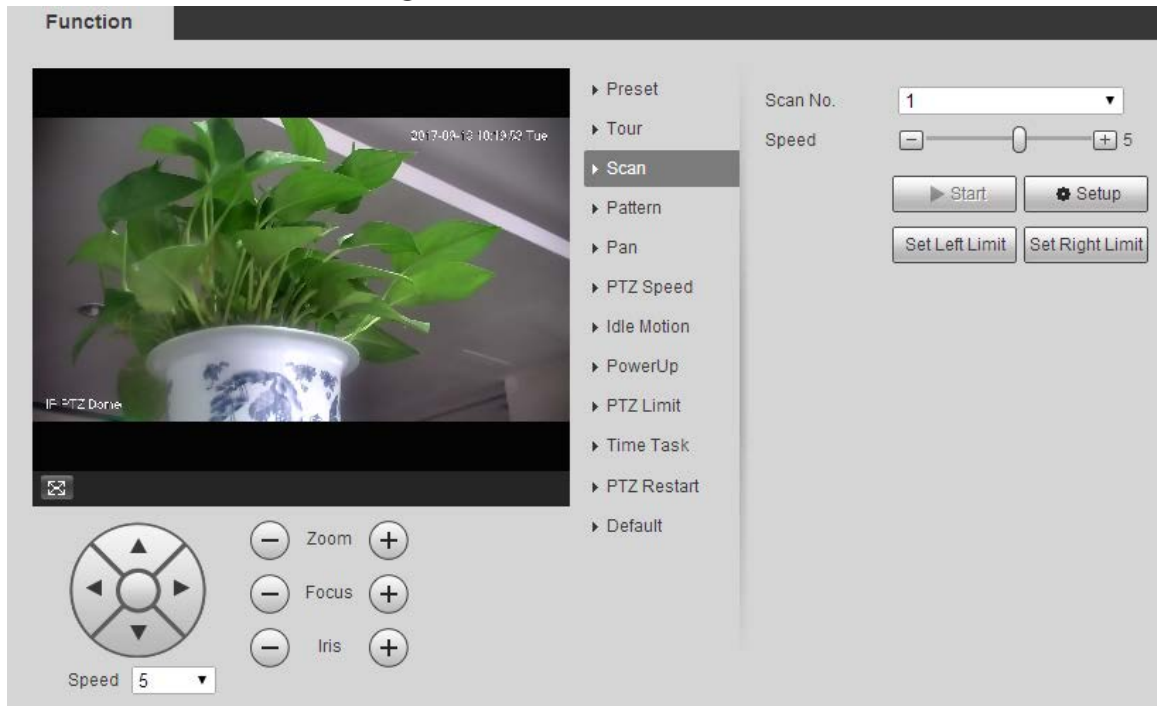 Function
2017-09-13 10:19:53 Tue
IP PTZ Dome
Zoom
Focus
Iris
Speed 5
Preset
Tour
Scan
Pattern
Pan
PTZ Speed
Idle Motion
PowerUp
PTZ Limit
Time Task
PTZ Restart
Default
Scan No. 1
Speed 5
Start Setup
Set Left Limit Set Right Limit